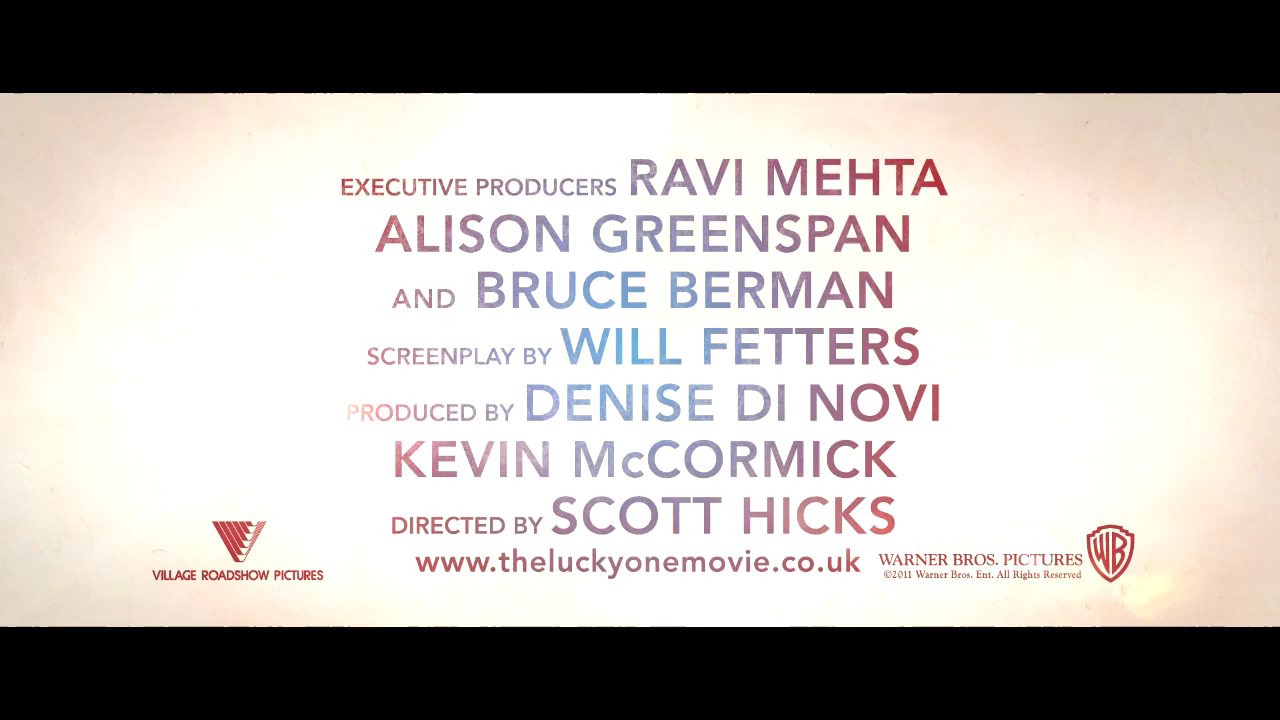 EXECUTIVE PRODUCERS RAVI MEHTA
ALISON GREENSPAN
AND BRUCE BERMAN
SCREENPLAY BY WILL FETTERS
PRODUCED BY DENISE DI NOVI
KEVIN McCORMICK
DIRECTED BY SCOTT HICKS
www.theluckyonemovie.co.uk
VILLAGE ROADSHOW PICTURES
WARNER BROS. PICTURES
©2011 Warner Bros. Ent. All Rights Reserved
WB